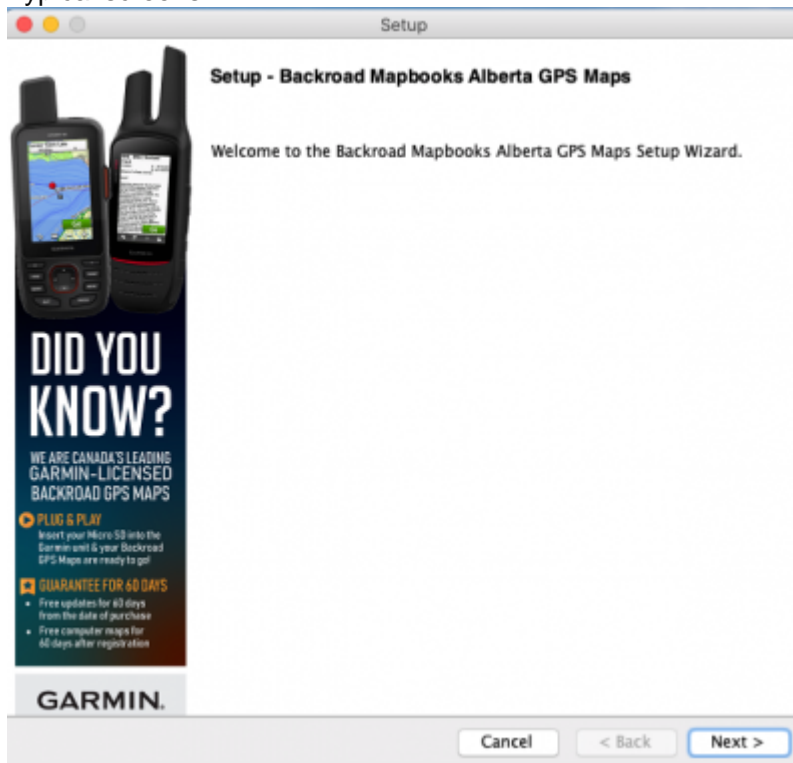 Setup
Setup - Backroad Mapbooks Alberta GPS Maps
Welcome to the Backroad Mapbooks Alberta GPS Maps Setup Wizard.
DID YOU
KNOW?
WE ARE CANADA'S LEADING
GARMIN-LICENSED
BACKROAD GPS MAPS
PLUG & PLAY
Insert your Micro SD into the
Garmin unit & your Backroad
GPS Maps are ready to go!
GUARANTEE FOR 60 DAYS
• Free updates for 60 days
from the date of purchase
• Free computer maps for
60 days after registration
GARMIN.
Cancel
< Back
Next >